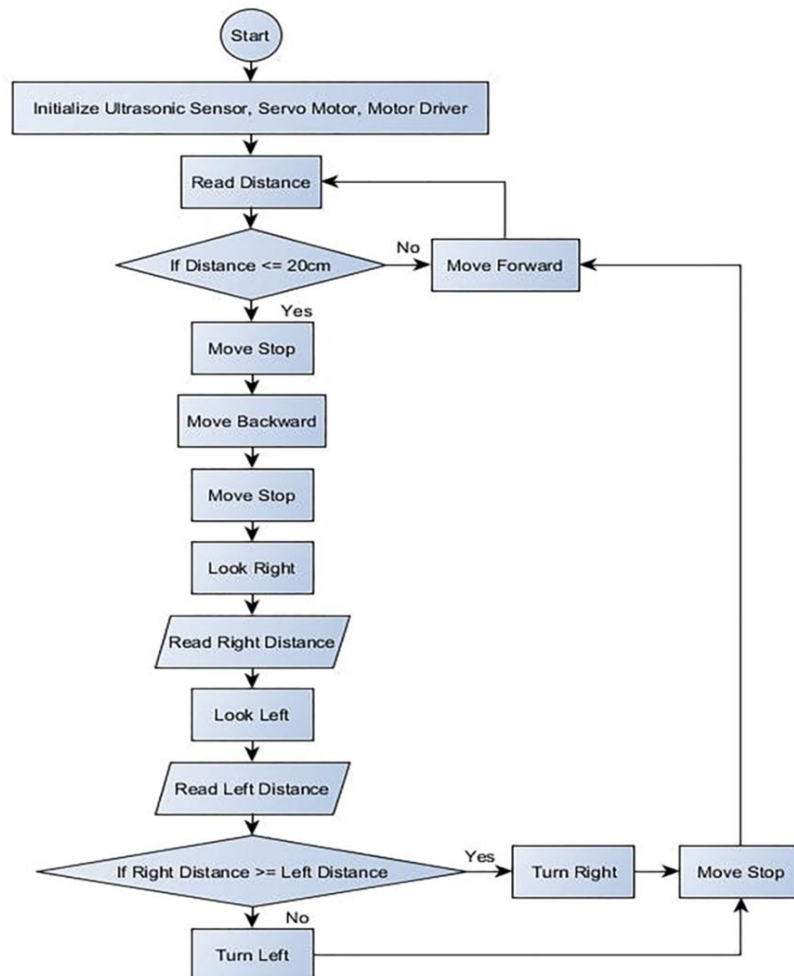 Start
Initialize Ultrasonic Sensor, Servo Motor, Motor Driver
Read Distance
If Distance <= 20cm
No
Move Forward
Yes
Move Stop
Move Backward
Move Stop
Look Right
Read Right Distance
Look Left
Read Left Distance
If Right Distance >= Left Distance
Yes
Turn Right
Move Stop
No
Turn Left